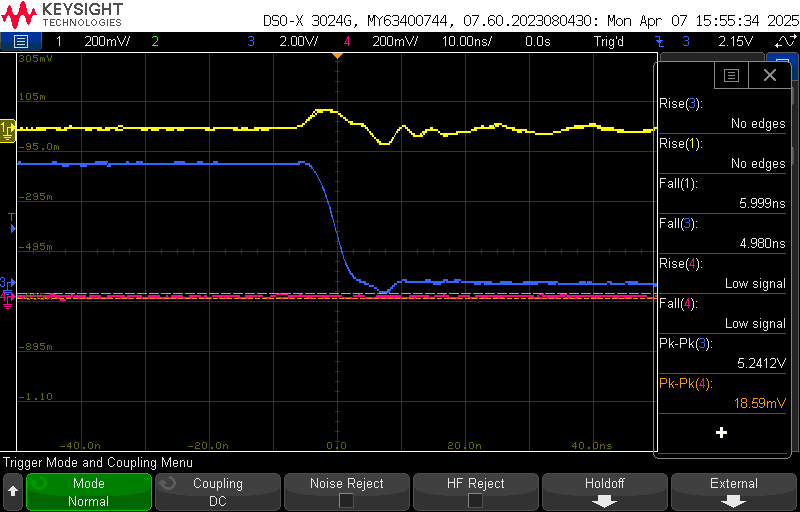 KEYSIGHT
TECHNOLOGIES
DSO-X 3024G, MY63400744, 07.60.2023080430: Mon Apr 07 15:55:34 2025
1 200mV/ 2 3 2.00V/ 4 200mV/ 10.00ns/ 0.0s Trig'd 3 2.15V
305mV
105m
1
-95.0m
-295m
T
-495m
3
4
-895m
-1.10
-40.0n -20.0n 0.0 20.0n 40.0ns
Rise(3):
No edges
Rise(1):
No edges
Fall(1):
5.999ns
Fall(3):
4.980ns
Rise(4):
Low signal
Fall(4):
Low signal
Pk-Pk(3):
5.2412V
Pk-Pk(4):
18.59mV
Trigger Mode and Coupling Menu
Mode
Normal
Coupling
DC
Noise Reject
HF Reject
Holdoff
External